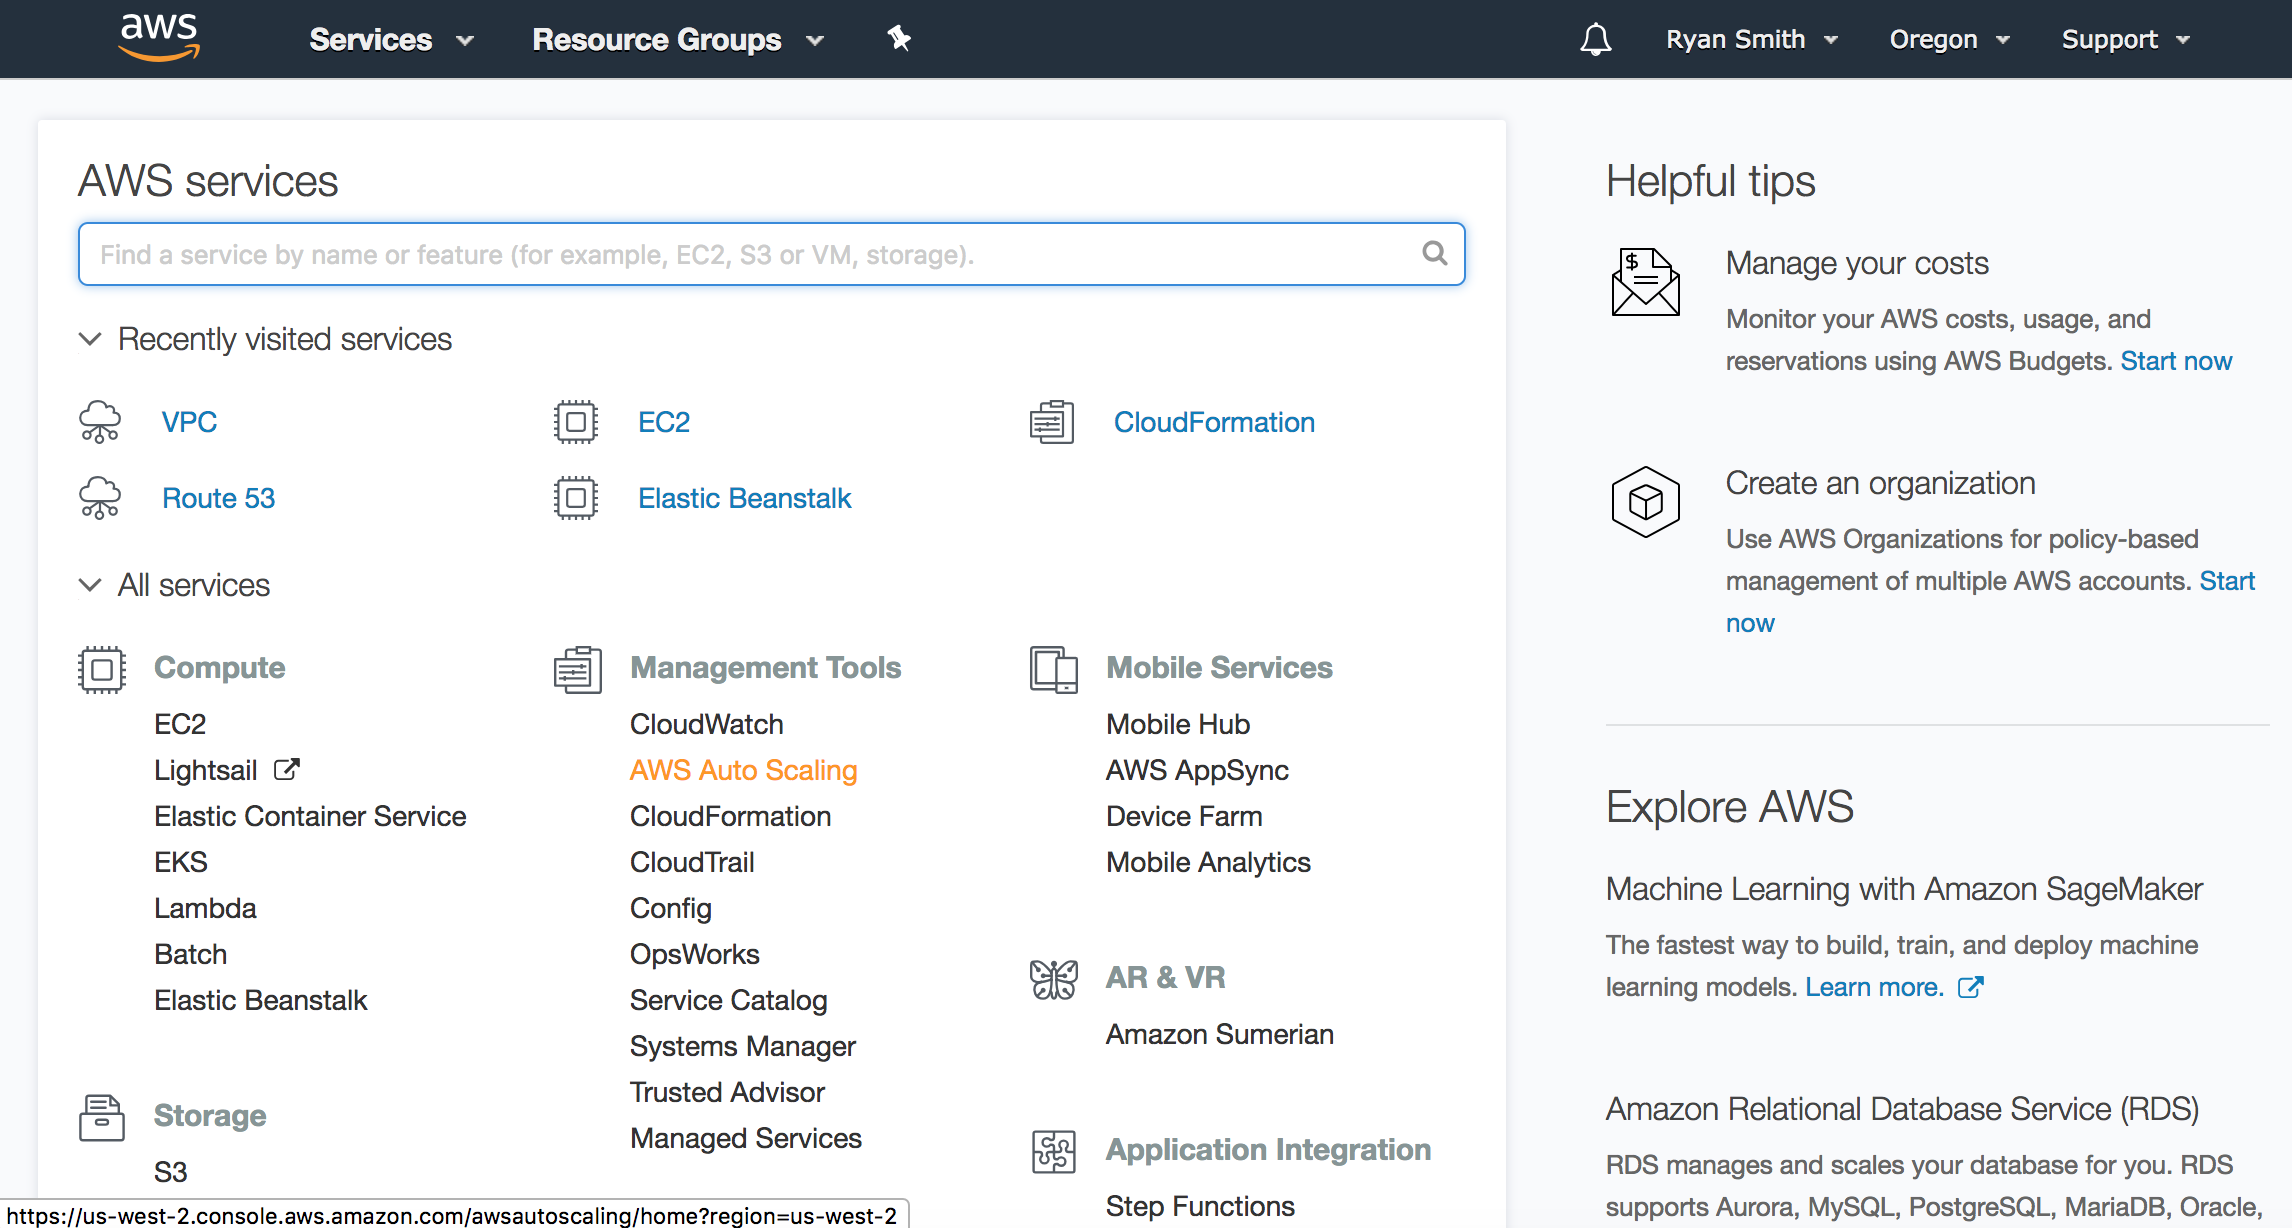 aws
Services
Resource Groups
Ryan Smith
Oregon
Support
AWS services
Find a service by name or feature (for example, EC2, S3 or VM, storage).
Recently visited services
VPC
EC2
CloudFormation
Route 53
Elastic Beanstalk
All services
Compute
EC2
Lightsail
Elastic Container Service
EKS
Lambda
Batch
Elastic Beanstalk
Storage
S3
Management Tools
CloudWatch
AWS Auto Scaling
CloudFormation
CloudTrail
Config
OpsWorks
Service Catalog
Systems Manager
Trusted Advisor
Managed Services
Mobile Services
Mobile Hub
AWS AppSync
Device Farm
Mobile Analytics
AR & VR
Amazon Sumerian
Application Integration
Step Functions
Helpful tips
$
Manage your costs
Monitor your AWS costs, usage, and
reservations using AWS Budgets. Start now
Create an organization
Use AWS Organizations for policy-based
management of multiple AWS accounts. Start
now
Explore AWS
Machine Learning with Amazon SageMaker
The fastest way to build, train, and deploy machine
learning models. Learn more.
Amazon Relational Database Service (RDS)
RDS manages and scales your database for you. RDS
supports Aurora, MySQL, PostgreSQL, MariaDB, Oracle,
https://us-west-2.console.aws.amazon.com/awsautoscaling/home?region=us-west-2